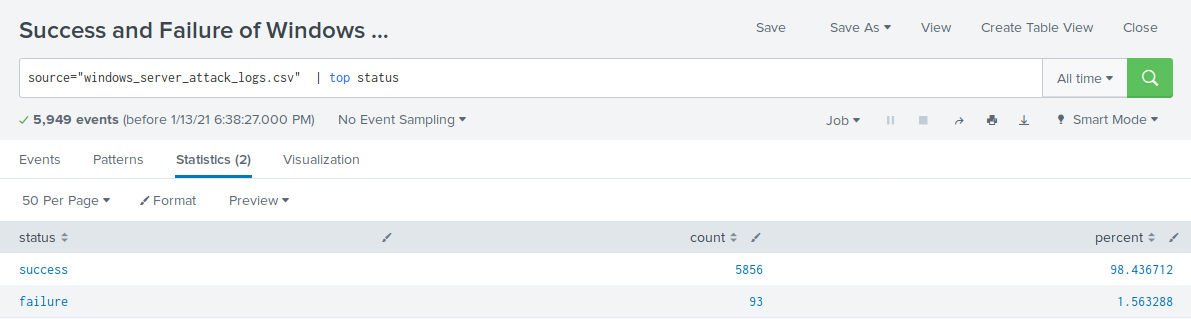 Success and Failure of Windows ...
Save Save As View Create Table View Close
source="windows_server_attack_logs.csv" | top status
All time
5,949 events (before 1/13/21 6:38:27.000 PM) No Event Sampling
Job Smart Mode
Events Patterns Statistics (2) Visualization
50 Per Page Format Preview
status count percent
success 5856 98.436712
failure 93 1.563288